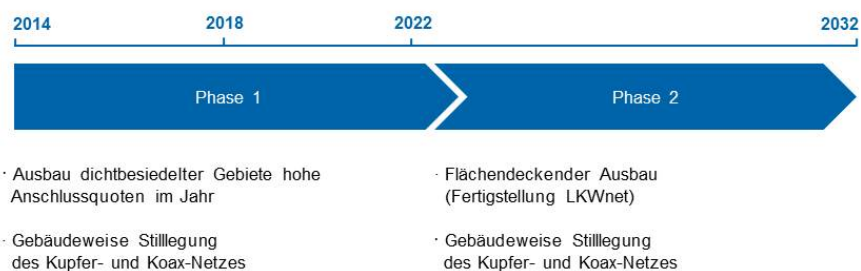 2014 2018 2022 2032
Phase 1 Phase 2
· Ausbau dichtbesiedelter Gebiete hohe
Anschlussquoten im Jahr
· Gebäudeweise Stilllegung
des Kupfer- und Koax-Netzes
· Flächendeckender Ausbau
(Fertigstellung LKWnet)
· Gebäudeweise Stilllegung
des Kupfer- und Koax-Netzes